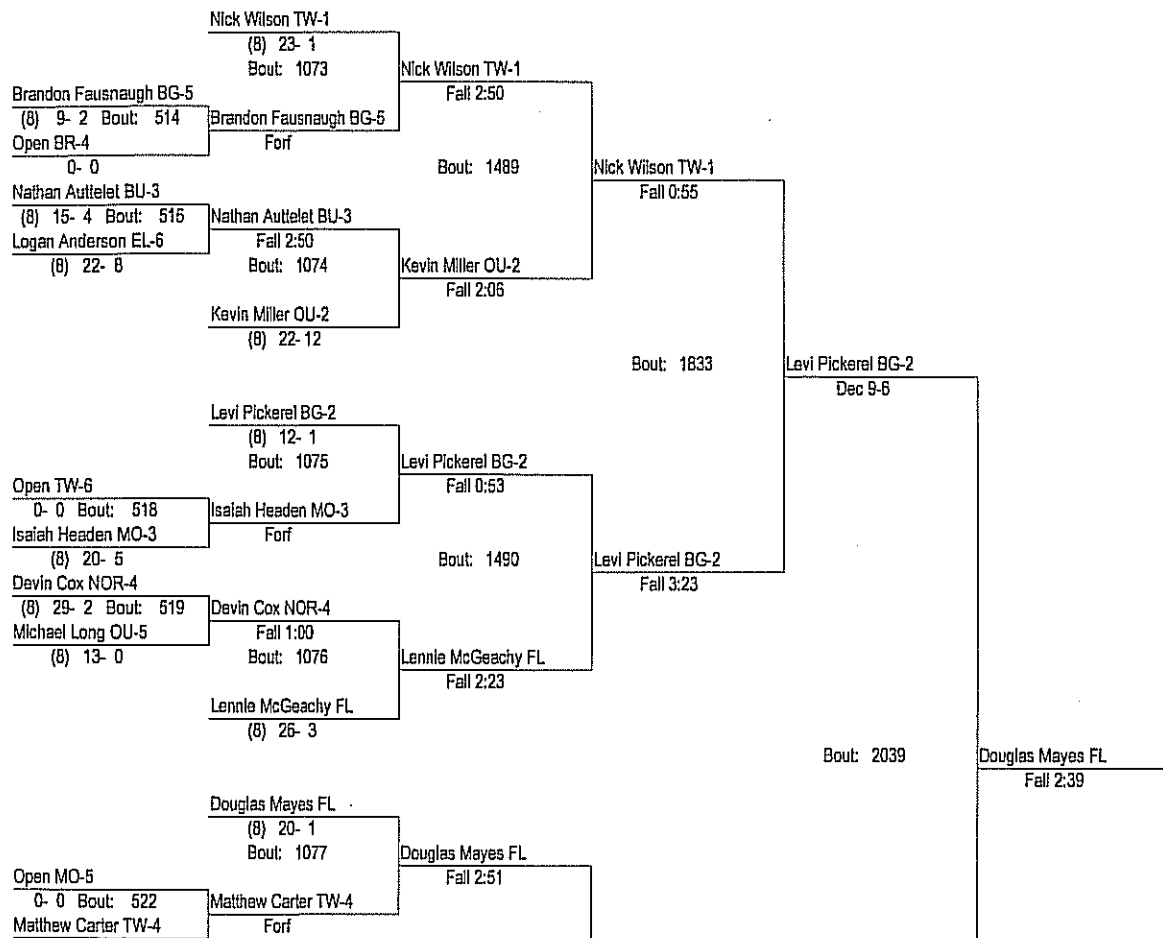 Nick Wilson TW-1
(8) 23- 1
Bout: 1073
Nick Wilson TW-1
Fall 2:50
Brandon Fausnaugh BG-5
(8) 9- 2 Bout: 514
Brandon Fausnaugh BG-5
Open BR-4
Forf
0- 0
Bout: 1489
Nick Wilson TW-1
Fall 0:55
Nathan Auttelet BU-3
(8) 15- 4 Bout: 515
Nathan Auttelet BU-3
Logan Anderson EL-6
Fall 2:50
(8) 22- 8
Bout: 1074
Kevin Miller OU-2
Fall 2:06
Kevin Miller OU-2
(8) 22-12
Bout: 1833
Levi Pickerel BG-2
Dec 9-6
Levi Pickerel BG-2
(8) 12- 1
Bout: 1075
Levi Pickerel BG-2
Fall 0:53
Open TW-6
0- 0 Bout: 518
Isaiah Headen MO-3
Isaiah Headen MO-3
Forf
(8) 20- 5
Bout: 1490
Levi Pickerel BG-2
Fall 3:23
Devin Cox NOR-4
(8) 29- 2 Bout: 519
Devin Cox NOR-4
Michael Long OU-5
Fall 1:00
(8) 13- 0
Bout: 1076
Lennie McGeachy FL
Fall 2:23
Lennie McGeachy FL
(8) 26- 3
Bout: 2039
Douglas Mayes FL
Fall 2:39
Douglas Mayes FL
(8) 20- 1
Bout: 1077
Douglas Mayes FL
Fall 2:51
Open MO-5
0- 0 Bout: 522
Matthew Carter TW-4
Matthew Carter TW-4
Forf